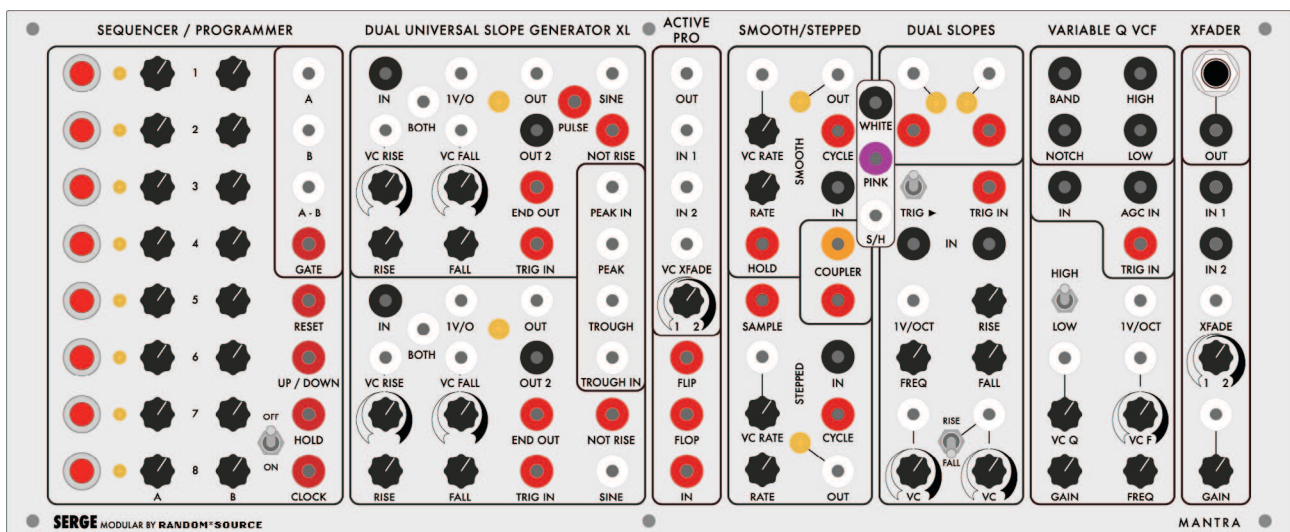 SEQUENCER / PROGRAMMER DUAL UNIVERSAL SLOPE GENERATOR XL ACTIVE PRO SMOOTH/STEPPED DUAL SLOPES VARIABLE Q VCF XFADER
1 A IN 1V/O OUT SINE OUT OUT BAND HIGH
BOTH PULSE WHITE
2 B VC RISE VC FALL OUT 2 NOT RISE IN 1 VC RATE SMOOTH CYCLE NOTCH LOW OUT
PINK
3 A - B END OUT PEAK IN IN 2 RATE IN TRIG ► TRIG IN IN AGC IN IN 1
S/H
4 GATE RISE FALL TRIG IN PEAK VC XFADE HOLD COUPLER IN TRIG IN IN 2
HIGH
5 RESET IN 1V/O OUT TROUGH 1 2 SAMPLE 1V/OCT RISE LOW 1V/OCT XFADE
BOTH
6 UP / DOWN VC RISE VC FALL OUT 2 TROUGH IN FLIP STEPPED IN FREQ FALL 1 2
OFF
7 HOLD END OUT NOT RISE FLOP VC RATE CYCLE RISE VC Q VC F
ON FALL
8 A B CLOCK RISE FALL TRIG IN SINE IN RATE OUT VC VC GAIN FREQ GAIN
SERGE MODULAR BY RANDOM*SOURCE MANTRA